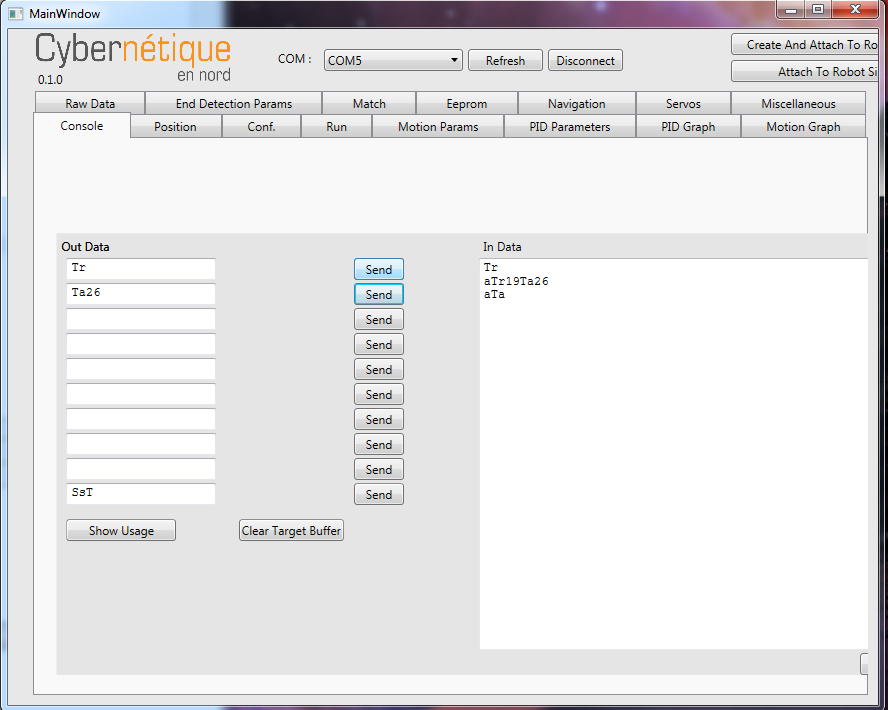 MainWindow
Cybernétique
en nord
0.1.0
COM :
COM5
Refresh
Disconnect
Create And Attach To Ro
Attach To Robot Si
Raw Data
End Detection Params
Match
Eeprom
Navigation
Servos
Miscellaneous
Console
Position
Conf.
Run
Motion Params
PID Parameters
PID Graph
Motion Graph
Out Data
In Data
Tr
Send
Ta26
Send
Send
Send
Send
Send
Send
Send
Send
SsT
Send
Tr
aTr19Ta26
aTa
Show Usage
Clear Target Buffer